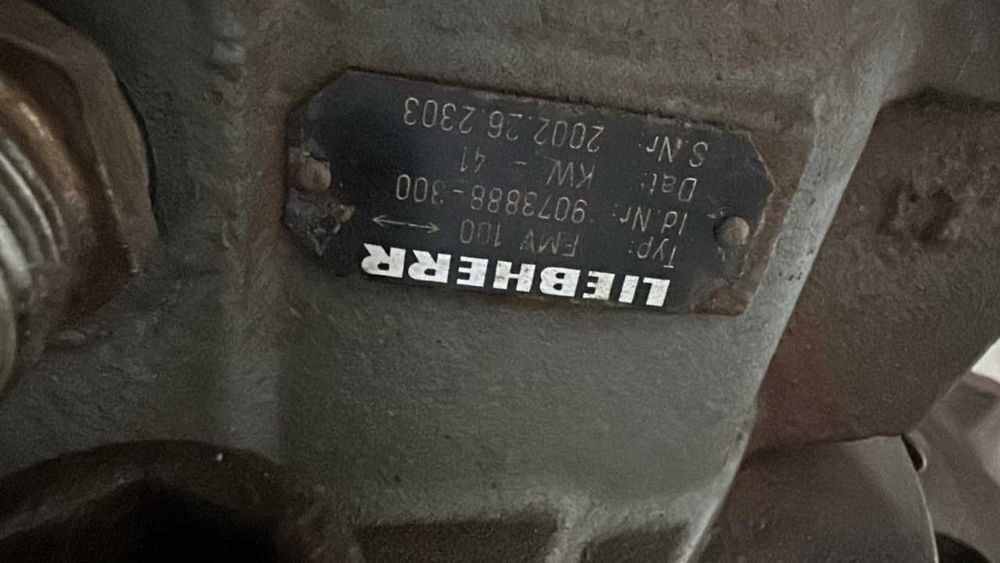 LIEBHERR
Typ: FMV 100 ↔
Id Nr: 9073888-300
Dat: KW - 41
S.Nr: 2002.26.2303